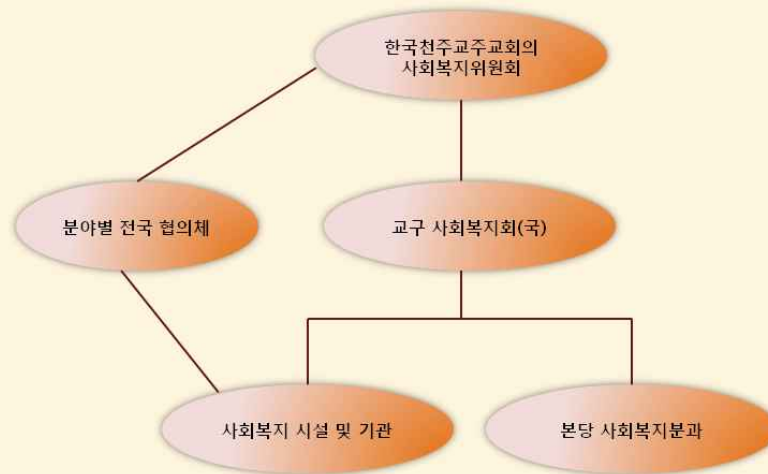 한국천주교주교회의
사회복지위원회
분야별 전국 협의체
교구 사회복지회(국)
사회복지 시설 및 기관
본당 사회복지분과